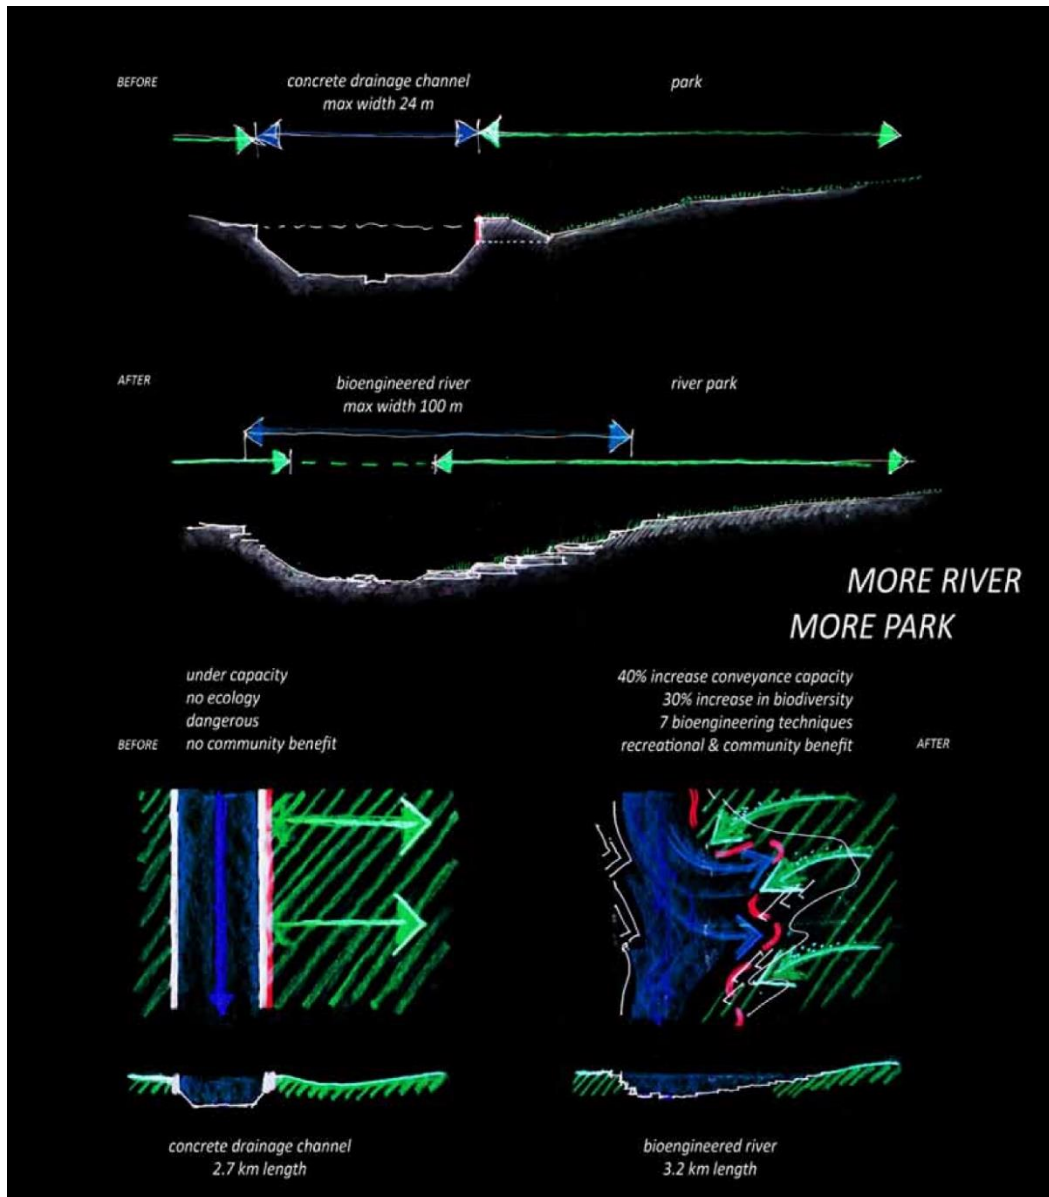 BEFORE
concrete drainage channel
max width 24 m
park
AFTER
bioengineered river
max width 100 m
river park
MORE RIVER
MORE PARK
under capacity
no ecology
dangerous
no community benefit
BEFORE
40% increase conveyance capacity
30% increase in biodiversity
7 bioengineering techniques
recreational & community benefit
AFTER
concrete drainage channel
2.7 km length
bioengineered river
3.2 km length